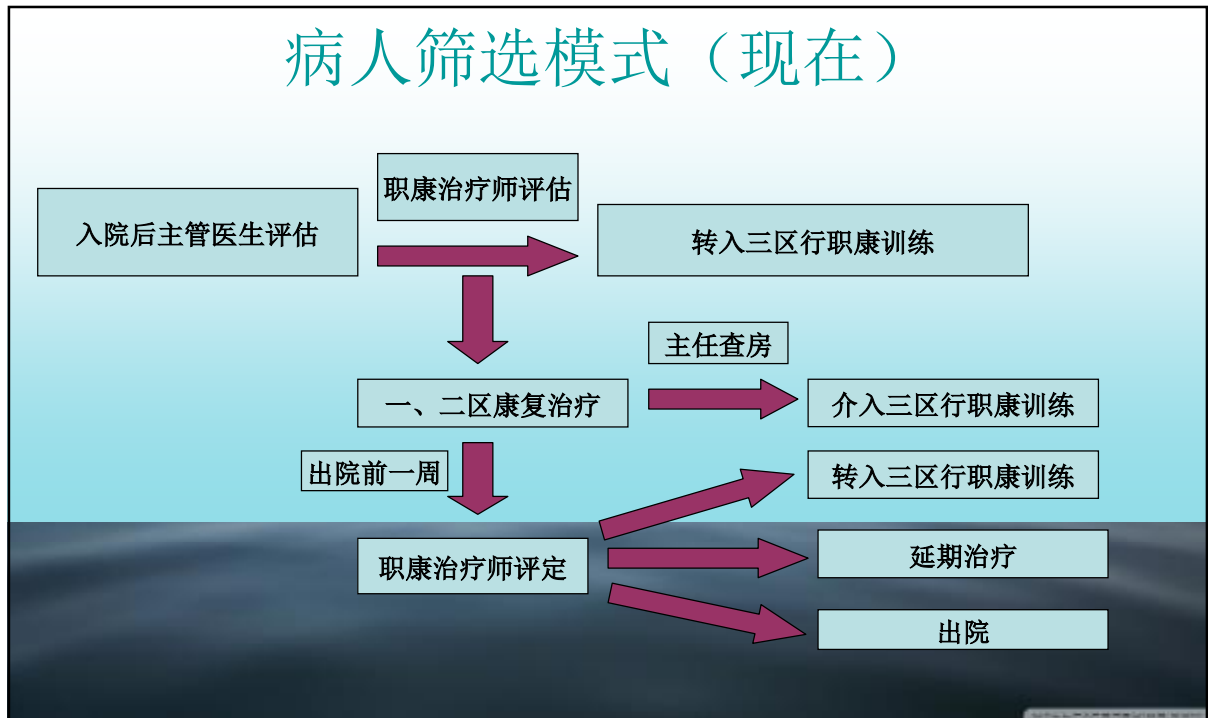 病人筛选模式（现在）
职康治疗师评估
入院后主管医生评估
转入三区行职康训练
主任查房
一、二区康复治疗
介入三区行职康训练
出院前一周
转入三区行职康训练
职康治疗师评定
延期治疗
出院